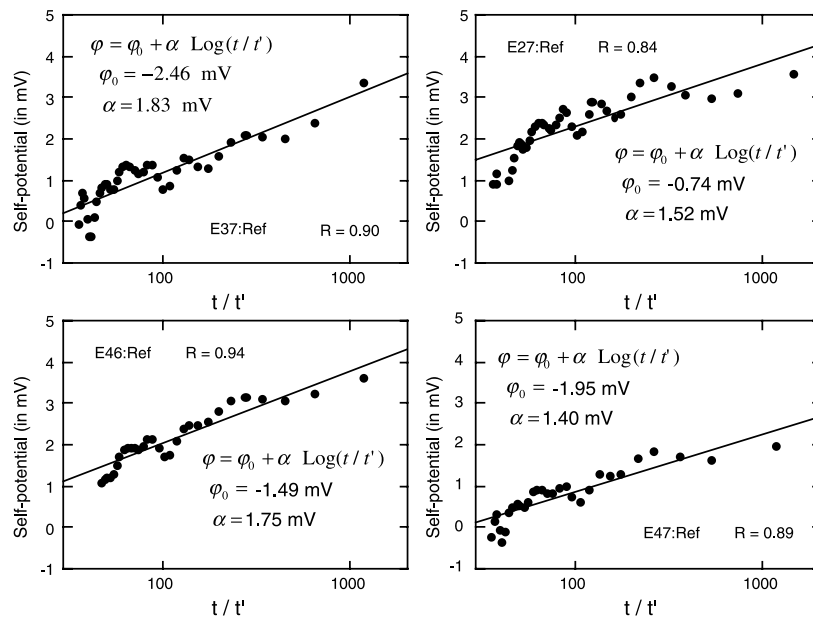 5
4
3
2
1
0
-1
Self-potential (in mV)
φ = φ₀ + α Log(t / t')
φ₀ = −2.46 mV
α = 1.83 mV
E37:Ref R = 0.90
100 1000
t / t'
5
4
3
2
1
0
-1
Self-potential (in mV)
E27:Ref R = 0.84
φ = φ₀ + α Log(t / t')
φ₀ = -0.74 mV
α = 1.52 mV
100 1000
t / t'
5
4
3
2
1
0
-1
Self-potential (in mV)
E46:Ref R = 0.94
φ = φ₀ + α Log(t / t')
φ₀ = -1.49 mV
α = 1.75 mV
100 1000
t / t'
5
4
3
2
1
0
-1
Self-potential (in mV)
φ = φ₀ + α Log(t / t')
φ₀ = -1.95 mV
α = 1.40 mV
E47:Ref R = 0.89
100 1000
t / t'